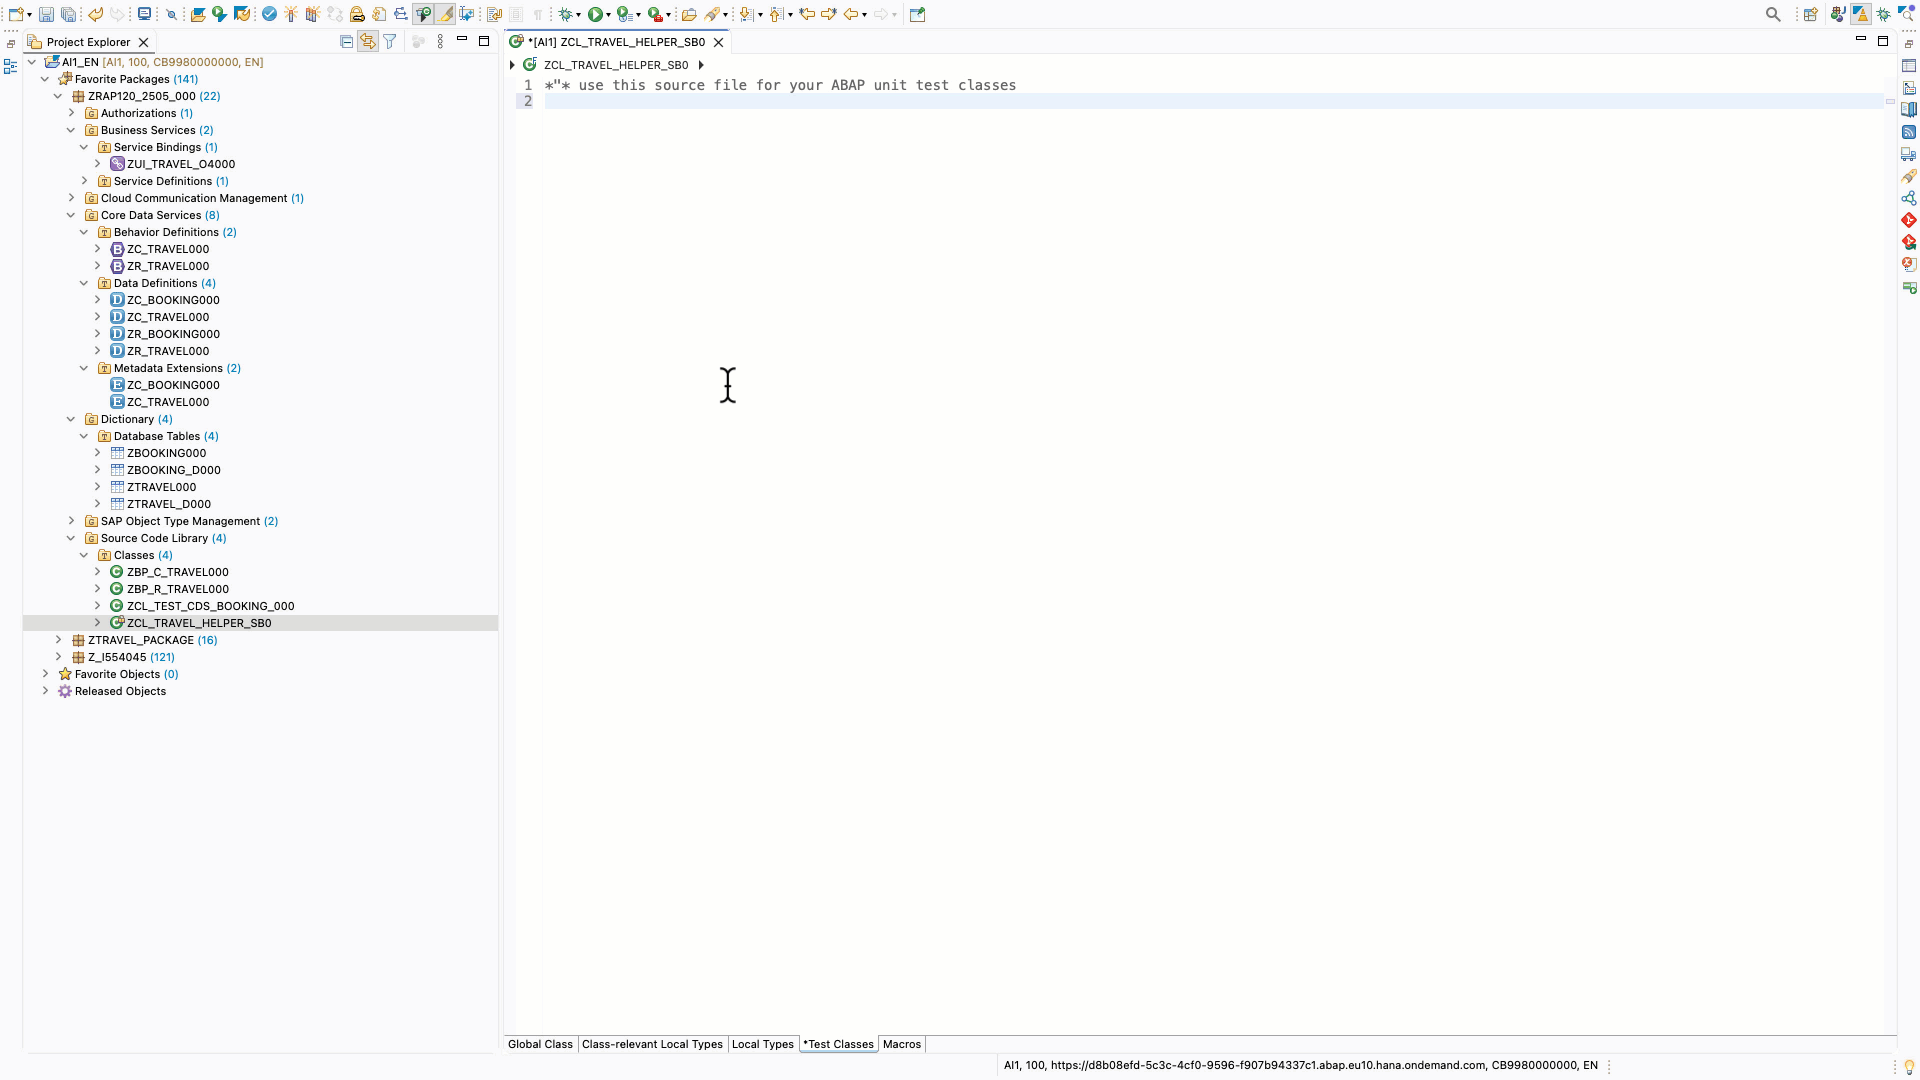 Project Explorer
AI1_EN [AI1, 100, CB9980000000, EN]
Favorite Packages (141)
ZRAP120_2505_000 (22)
Authorizations (1)
Business Services (2)
Service Bindings (1)
ZUI_TRAVEL_O4000
Service Definitions (1)
Cloud Communication Management (1)
Core Data Services (8)
Behavior Definitions (2)
ZC_TRAVEL000
ZR_TRAVEL000
Data Definitions (4)
ZC_BOOKING000
ZC_TRAVEL000
ZR_BOOKING000
ZR_TRAVEL000
Metadata Extensions (2)
ZC_BOOKING000
ZC_TRAVEL000
Dictionary (4)
Database Tables (4)
ZBOOKING000
ZBOOKING_D000
ZTRAVEL000
ZTRAVEL_D000
SAP Object Type Management (2)
Source Code Library (4)
Classes (4)
ZBP_C_TRAVEL000
ZBP_R_TRAVEL000
ZCL_TEST_CDS_BOOKING_000
ZCL_TRAVEL_HELPER_SB0
ZTRAVEL_PACKAGE (16)
Z_I554045 (121)
Favorite Objects (0)
Released Objects
*[AI1] ZCL_TRAVEL_HELPER_SB0
ZCL_TRAVEL_HELPER_SB0
1 *"* use this source file for your ABAP unit test classes
2
Global Class Class-relevant Local Types Local Types *Test Classes Macros
AI1, 100, https://d8b08efd-5c3c-4cf0-9596-f907b94337c1.abap.eu10.hana.ondemand.com, CB9980000000, EN